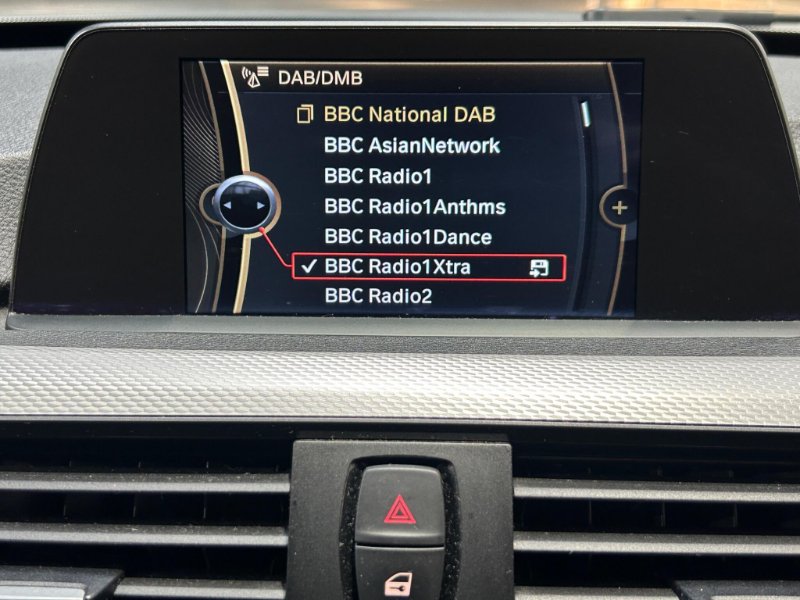 DAB/DMB
BBC National DAB
BBC AsianNetwork
BBC Radio1
BBC Radio1Anthms
BBC Radio1Dance
BBC Radio1Xtra
BBC Radio2